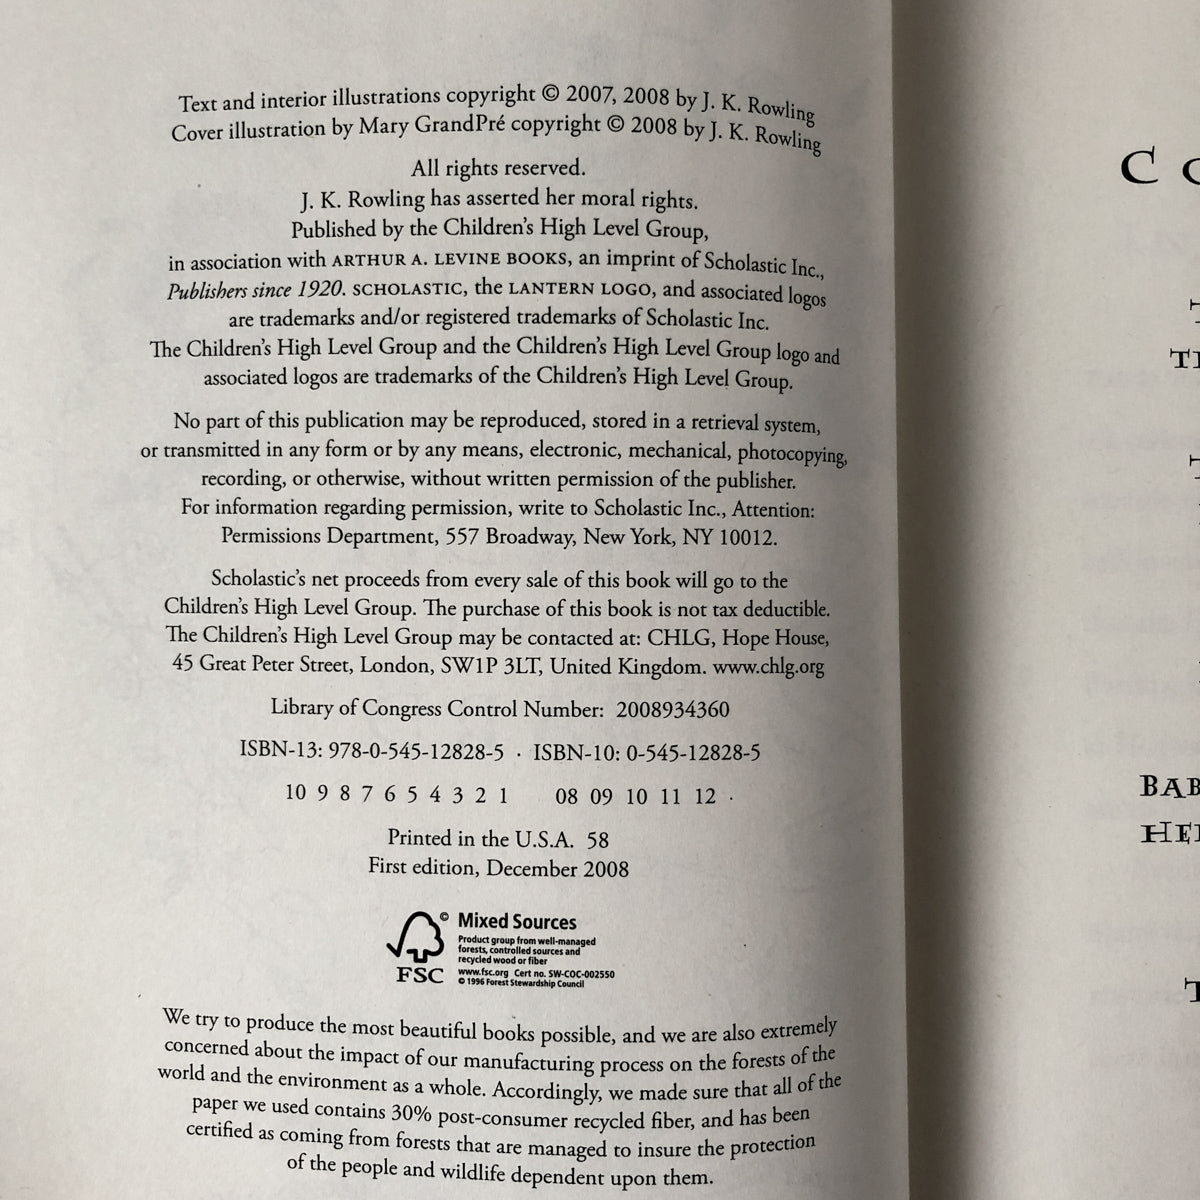 Text and interior illustrations copyright © 2007, 2008 by J. K. Rowling
Cover illustration by Mary GrandPré copyright © 2008 by J. K. Rowling
All rights reserved.
J. K. Rowling has asserted her moral rights.
Published by the Children's High Level Group,
in association with ARTHUR A. LEVINE BOOKS, an imprint of Scholastic Inc.,
Publishers since 1920. SCHOLASTIC, the LANTERN LOGO, and associated logos
are trademarks and/or registered trademarks of Scholastic Inc.
The Children's High Level Group and the Children's High Level Group logo and
associated logos are trademarks of the Children's High Level Group.
No part of this publication may be reproduced, stored in a retrieval system,
or transmitted in any form or by any means, electronic, mechanical, photocopying,
recording, or otherwise, without written permission of the publisher.
For information regarding permission, write to Scholastic Inc., Attention:
Permissions Department, 557 Broadway, New York, NY 10012.
Scholastic's net proceeds from every sale of this book will go to the
Children's High Level Group. The purchase of this book is not tax deductible.
The Children's High Level Group may be contacted at: CHLG, Hope House,
45 Great Peter Street, London, SW1P 3LT, United Kingdom. www.chlg.org
Library of Congress Control Number: 2008934360
ISBN-13: 978-0-545-12828-5 · ISBN-10: 0-545-12828-5
10 9 8 7 6 5 4 3 2 1 08 09 10 11 12
Printed in the U.S.A. 58
First edition, December 2008
©
FSC
Mixed Sources
Product group from well-managed
forests, controlled sources and
recycled wood or fiber
www.fsc.org Cert no. SW-COC-002550
© 1996 Forest Stewardship Council
We try to produce the most beautiful books possible, and we are also extremely
concerned about the impact of our manufacturing process on the forests of the
world and the environment as a whole. Accordingly, we made sure that all of the
paper we used contains 30% post-consumer recycled fiber, and has been
certified as coming from forests that are managed to insure the protection
of the people and wildlife dependent upon them.